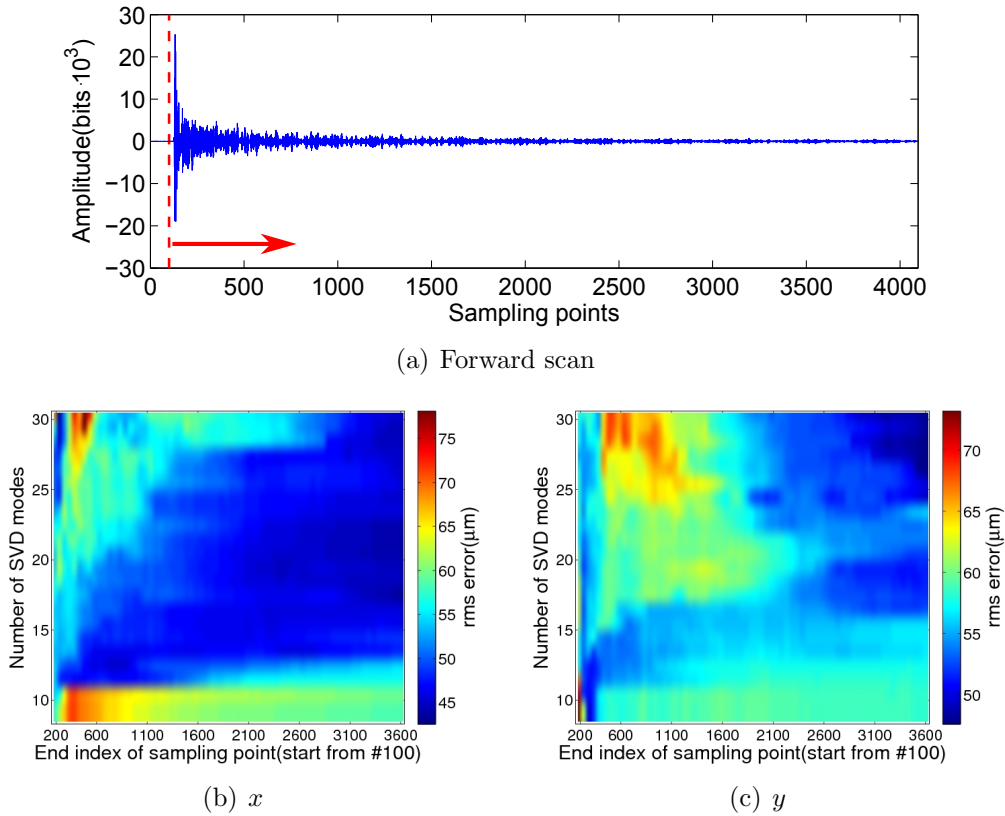 30
20
10
0
−10
−20
−30
Amplitude(bits·10³)
0 500 1000 1500 2000 2500 3000 3500 4000
Sampling points
(a) Forward scan
30
25
20
15
10
Number of SVD modes
200 600 1100 1600 2100 2600 3100 3600
End index of sampling point(start from #100)
75
70
65
60
55
50
45
rms error(μm)
(b) x
30
25
20
15
10
Number of SVD modes
200 600 1100 1600 2100 2600 3100 3600
End index of sampling point(start from #100)
70
65
60
55
50
rms error(μm)
(c) y